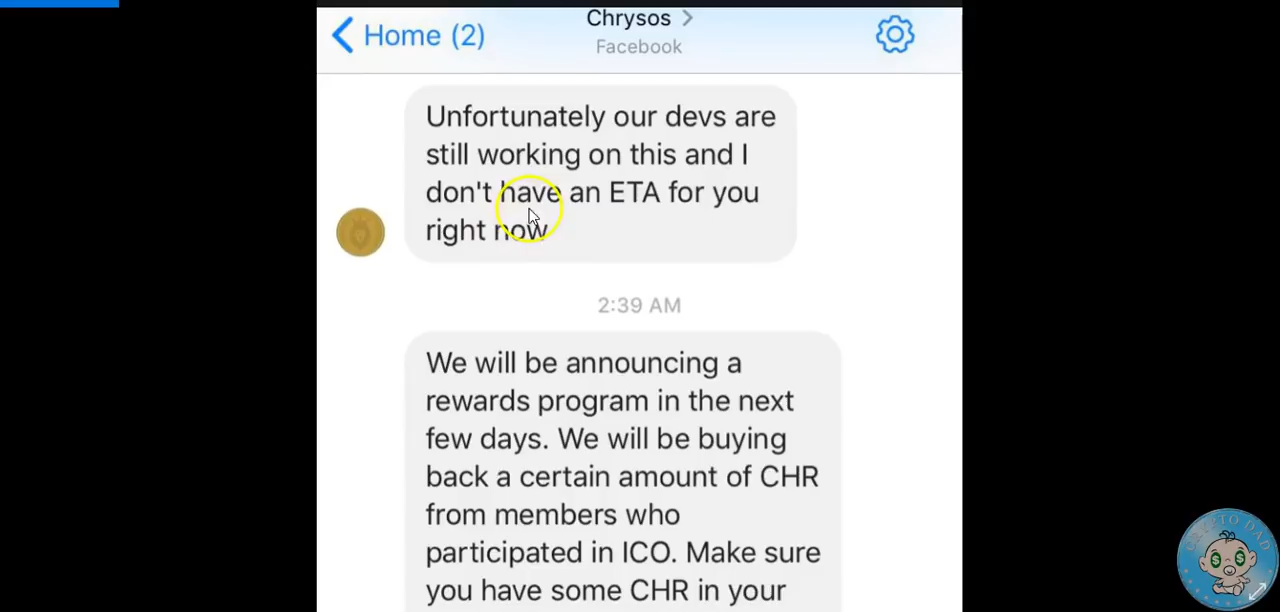 Home (2)
Chrysos
Facebook
Unfortunately our devs are
still working on this and I
don't have an ETA for you
right now
2:39 AM
We will be announcing a
rewards program in the next
few days. We will be buying
back a certain amount of CHR
from members who
participated in ICO. Make sure
you have some CHR in your
CRYPTO DAD